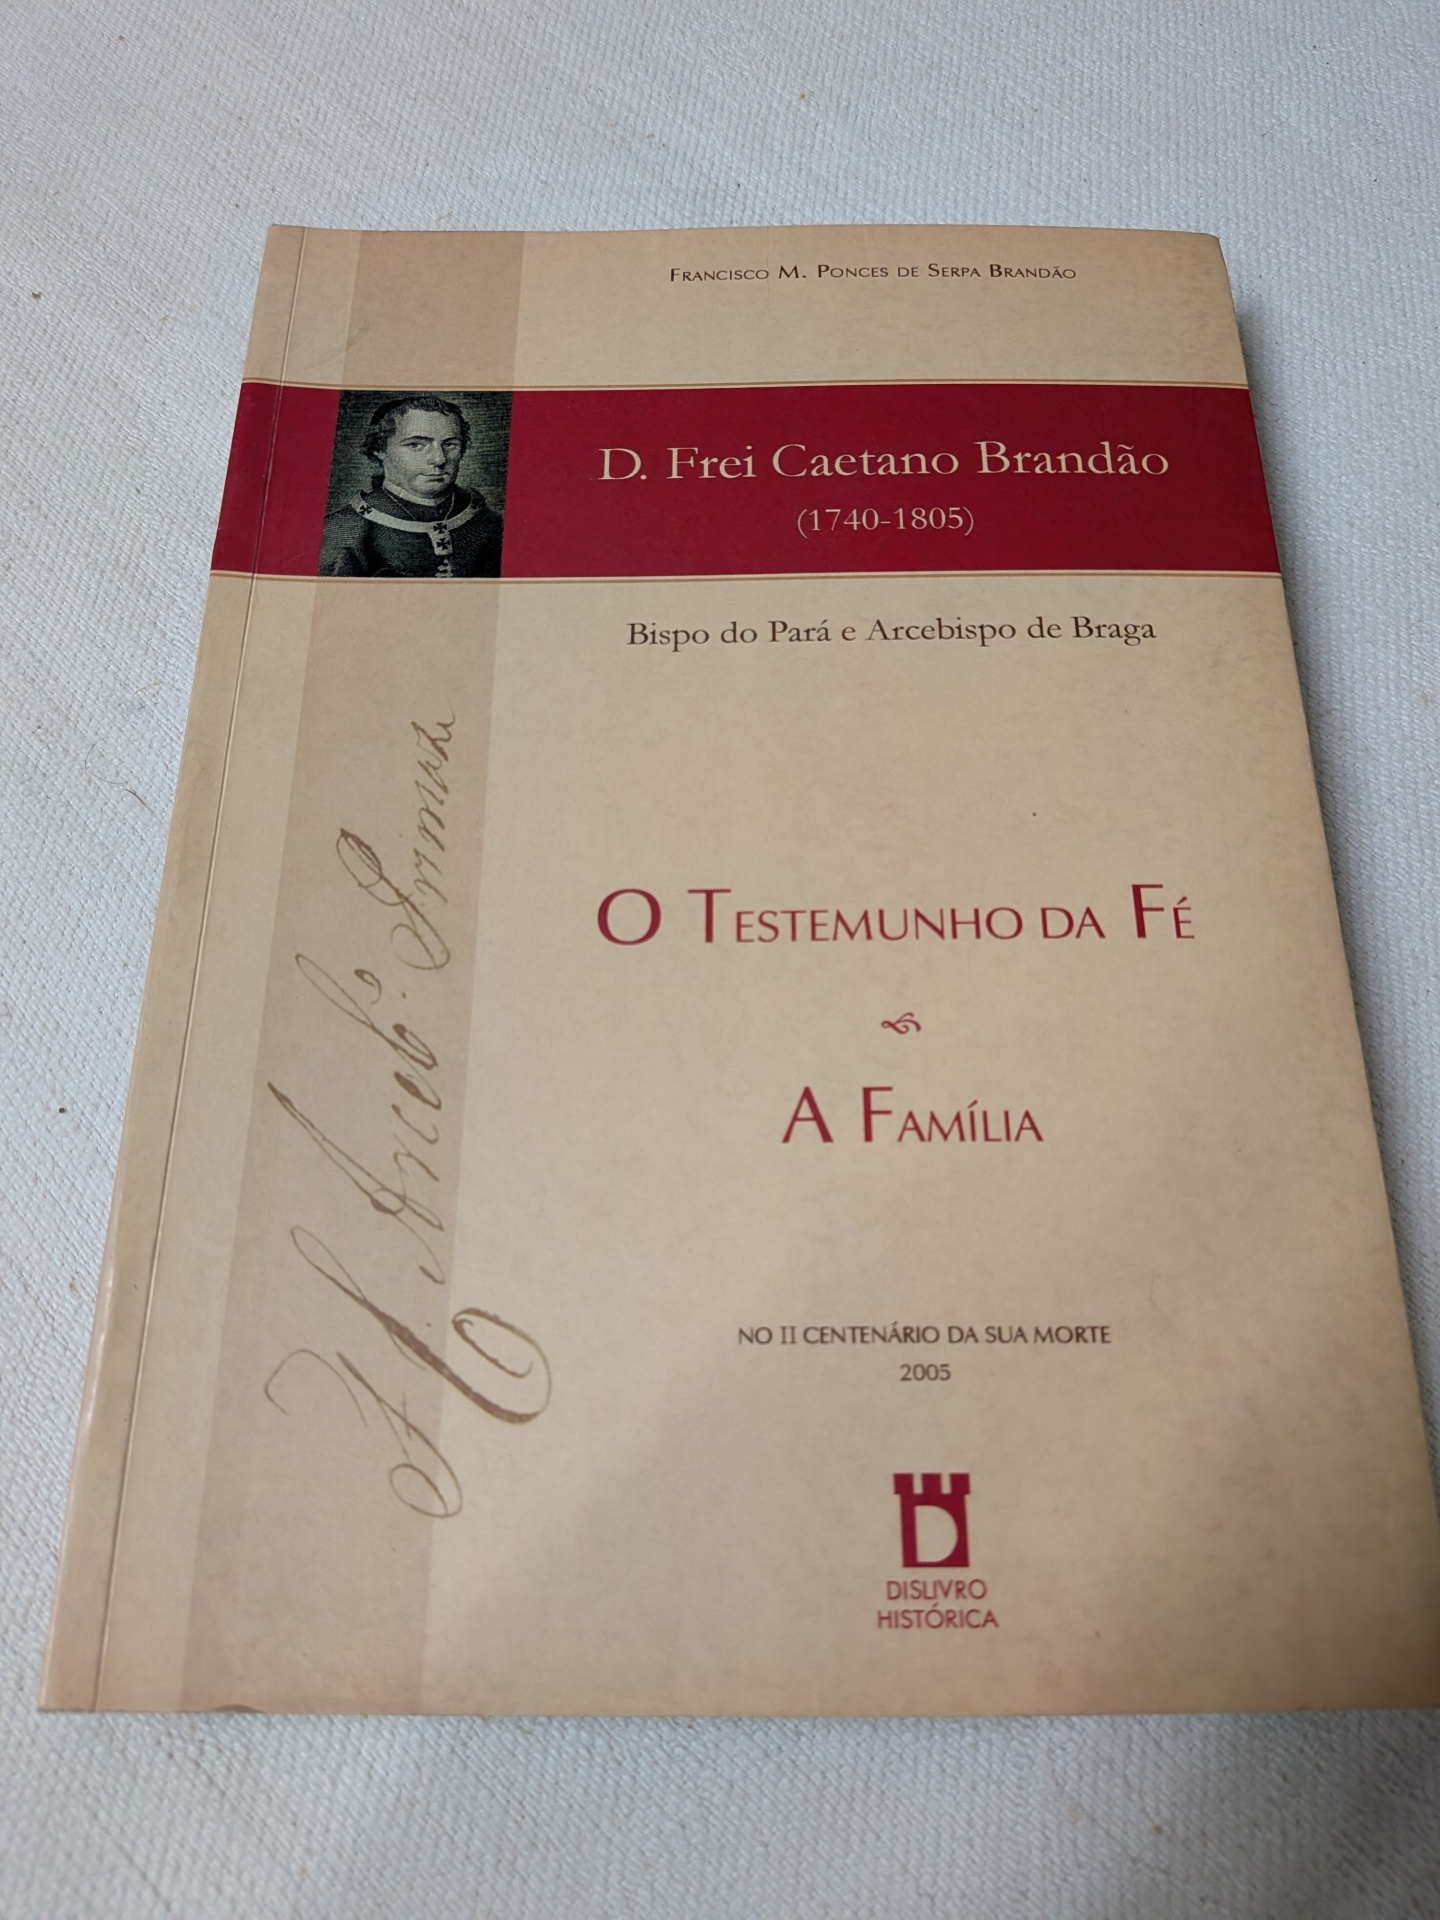 FRANCISCO M. PONCES DE SERPA BRANDÃO
D. Frei Caetano Brandão
(1740-1805)
Bispo do Pará e Arcebispo de Braga
O TESTEMUNHO DA FÉ
A FAMÍLIA
NO II CENTENÁRIO DA SUA MORTE
2005
D
DISLIVRO
HISTÓRICA